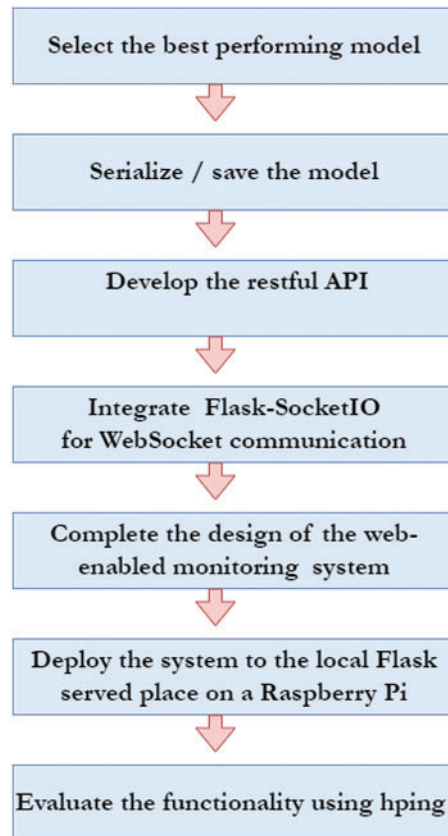 Select the best performing model
Serialize / save the model
Develop the restful API
Integrate Flask-SocketIO
for WebSocket communication
Complete the design of the web-
enabled monitoring system
Deploy the system to the local Flask
served place on a Raspberry Pi
Evaluate the functionality using hping